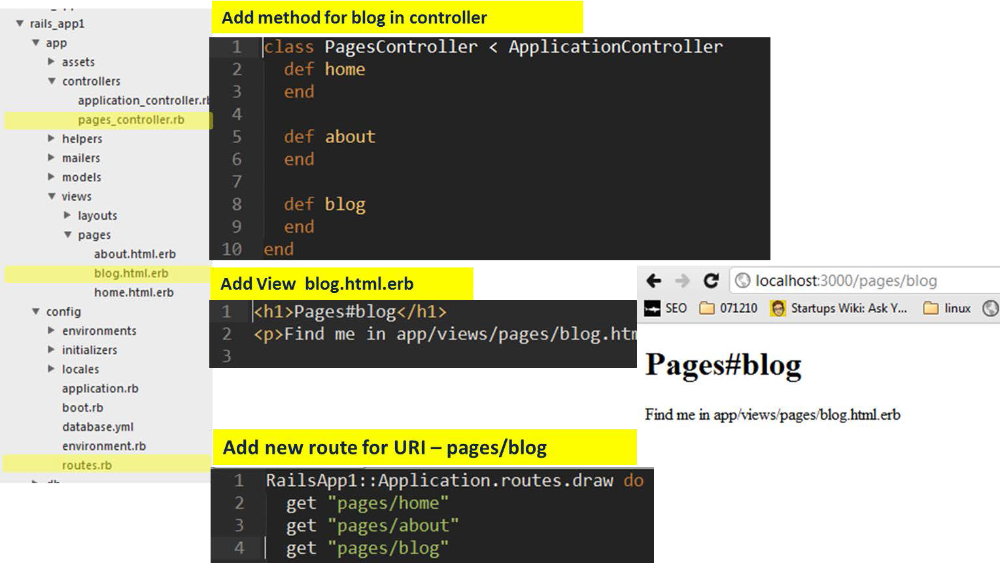 rails_app1
app
assets
controllers
application_controller.rb
pages_controller.rb
helpers
mailers
models
views
layouts
pages
about.html.erb
blog.html.erb
home.html.erb
config
environments
initializers
locales
application.rb
boot.rb
database.yml
environment.rb
routes.rb
Add method for blog in controller
1 class PagesController < ApplicationController
2 def home
3 end
4
5 def about
6 end
7
8 def blog
9 end
10 end
Add View blog.html.erb
1 <h1>Pages#blog</h1>
2 <p>Find me in app/views/pages/blog.htm
3
localhost:3000/pages/blog
SEO 071210 Startups Wiki: Ask Y... linux
Pages#blog
Find me in app/views/pages/blog.html.erb
Add new route for URI – pages/blog
1 RailsApp1::Application.routes.draw do
2 get "pages/home"
3 get "pages/about"
4 get "pages/blog"